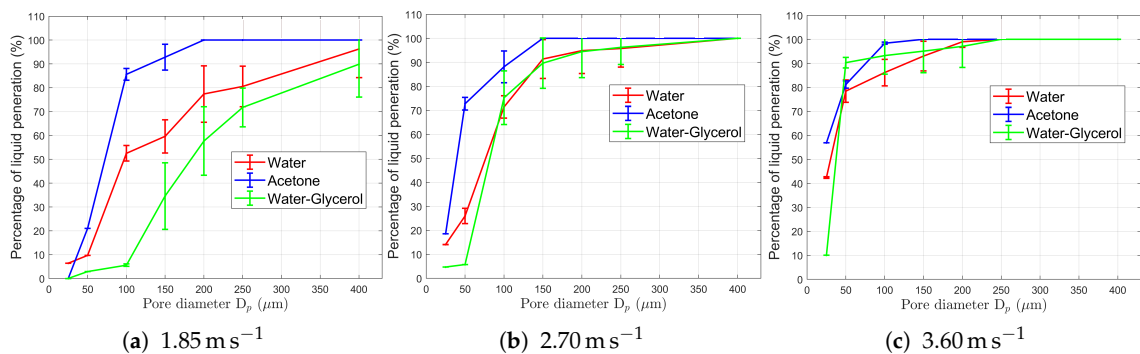 110
100
90
80
70
60
50
40
30
20
10
0
Percentage of liquid peneration (%)
Water
Acetone
Water-Glycerol
0 50 100 150 200 250 300 350 400
Pore diameter Dp (μm)
(a) 1.85 m s−1
110
100
90
80
70
60
50
40
30
20
10
0
Percentage of liquid peneration (%)
Water
Acetone
Water-Glycerol
0 50 100 150 200 250 300 350 400
Pore diameter Dp (μm)
(b) 2.70 m s−1
110
100
90
80
70
60
50
40
30
20
10
0
Percentage of liquid peneration (%)
Water
Acetone
Water-Glycerol
0 50 100 150 200 250 300 350 400
Pore diameter Dp (μm)
(c) 3.60 m s−1